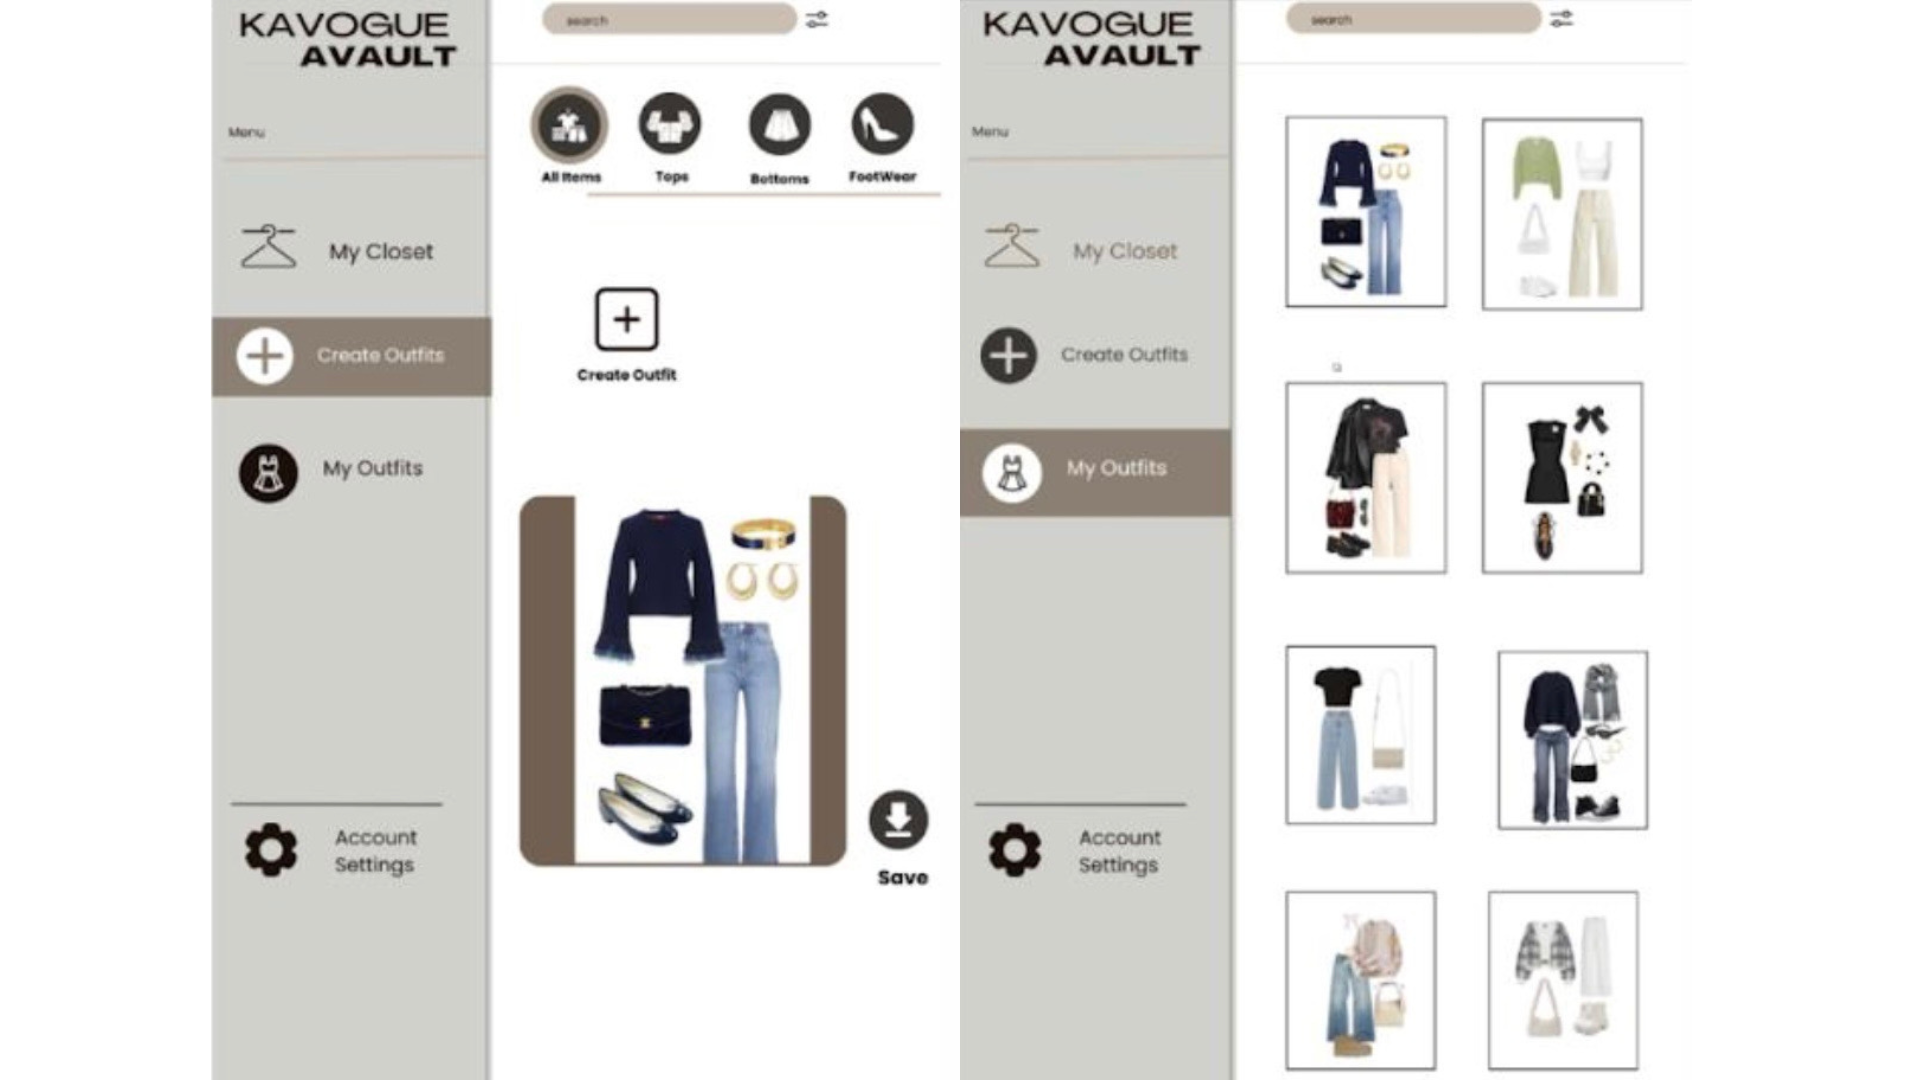 KAVOGUE
AVAULT
search
Menu
All Items
Tops
Bottoms
FootWear
My Closet
Create Outfits
Create Outfit
My Outfits
Account
Settings
Save
KAVOGUE
AVAULT
search
Menu
My Closet
Create Outfits
My Outfits
Account
Settings